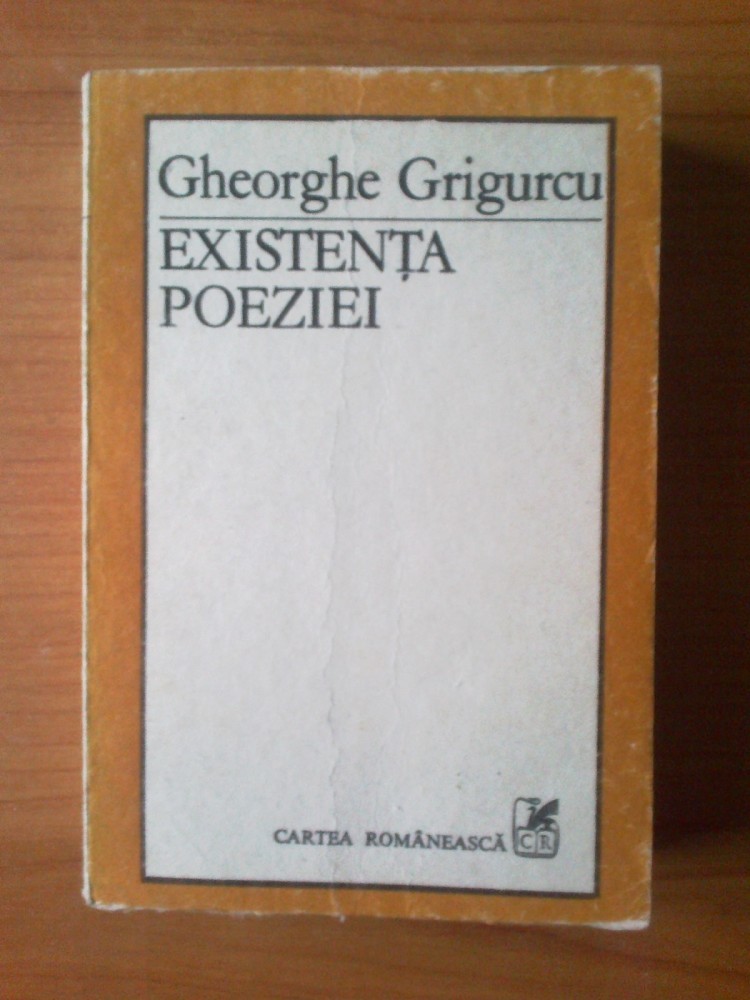 Gheorghe Grigurcu
EXISTENȚA
POEZIEI
CARTEA ROMÂNEASCĂ
CR